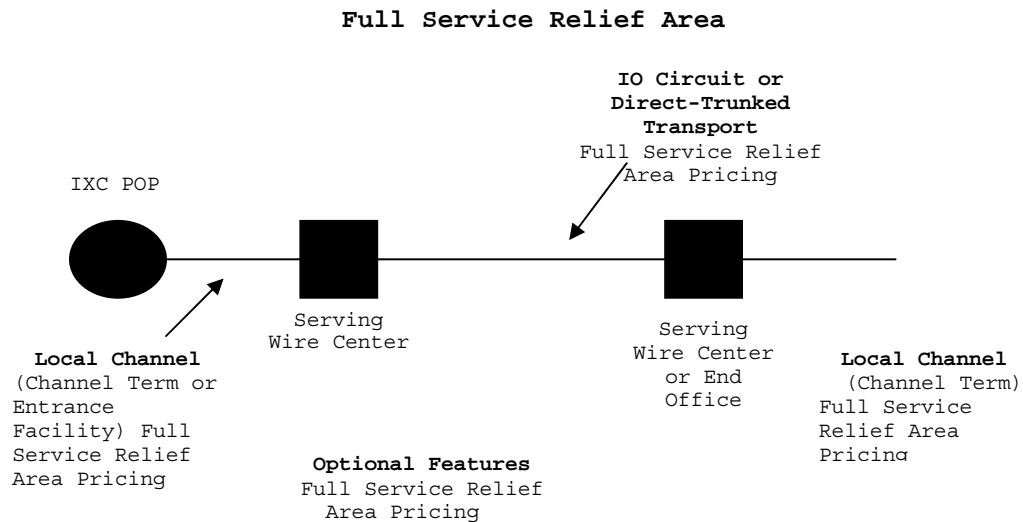 Full Service Relief Area
IO Circuit or
Direct-Trunked
Transport
Full Service Relief
Area Pricing
IXC POP
Serving
Wire Center
Serving
Wire Center
or End
Office
Local Channel
(Channel Term or
Entrance
Facility) Full
Service Relief
Area Pricing
Local Channel
(Channel Term)
Full Service
Relief Area
Pricing
Optional Features
Full Service Relief
Area Pricing